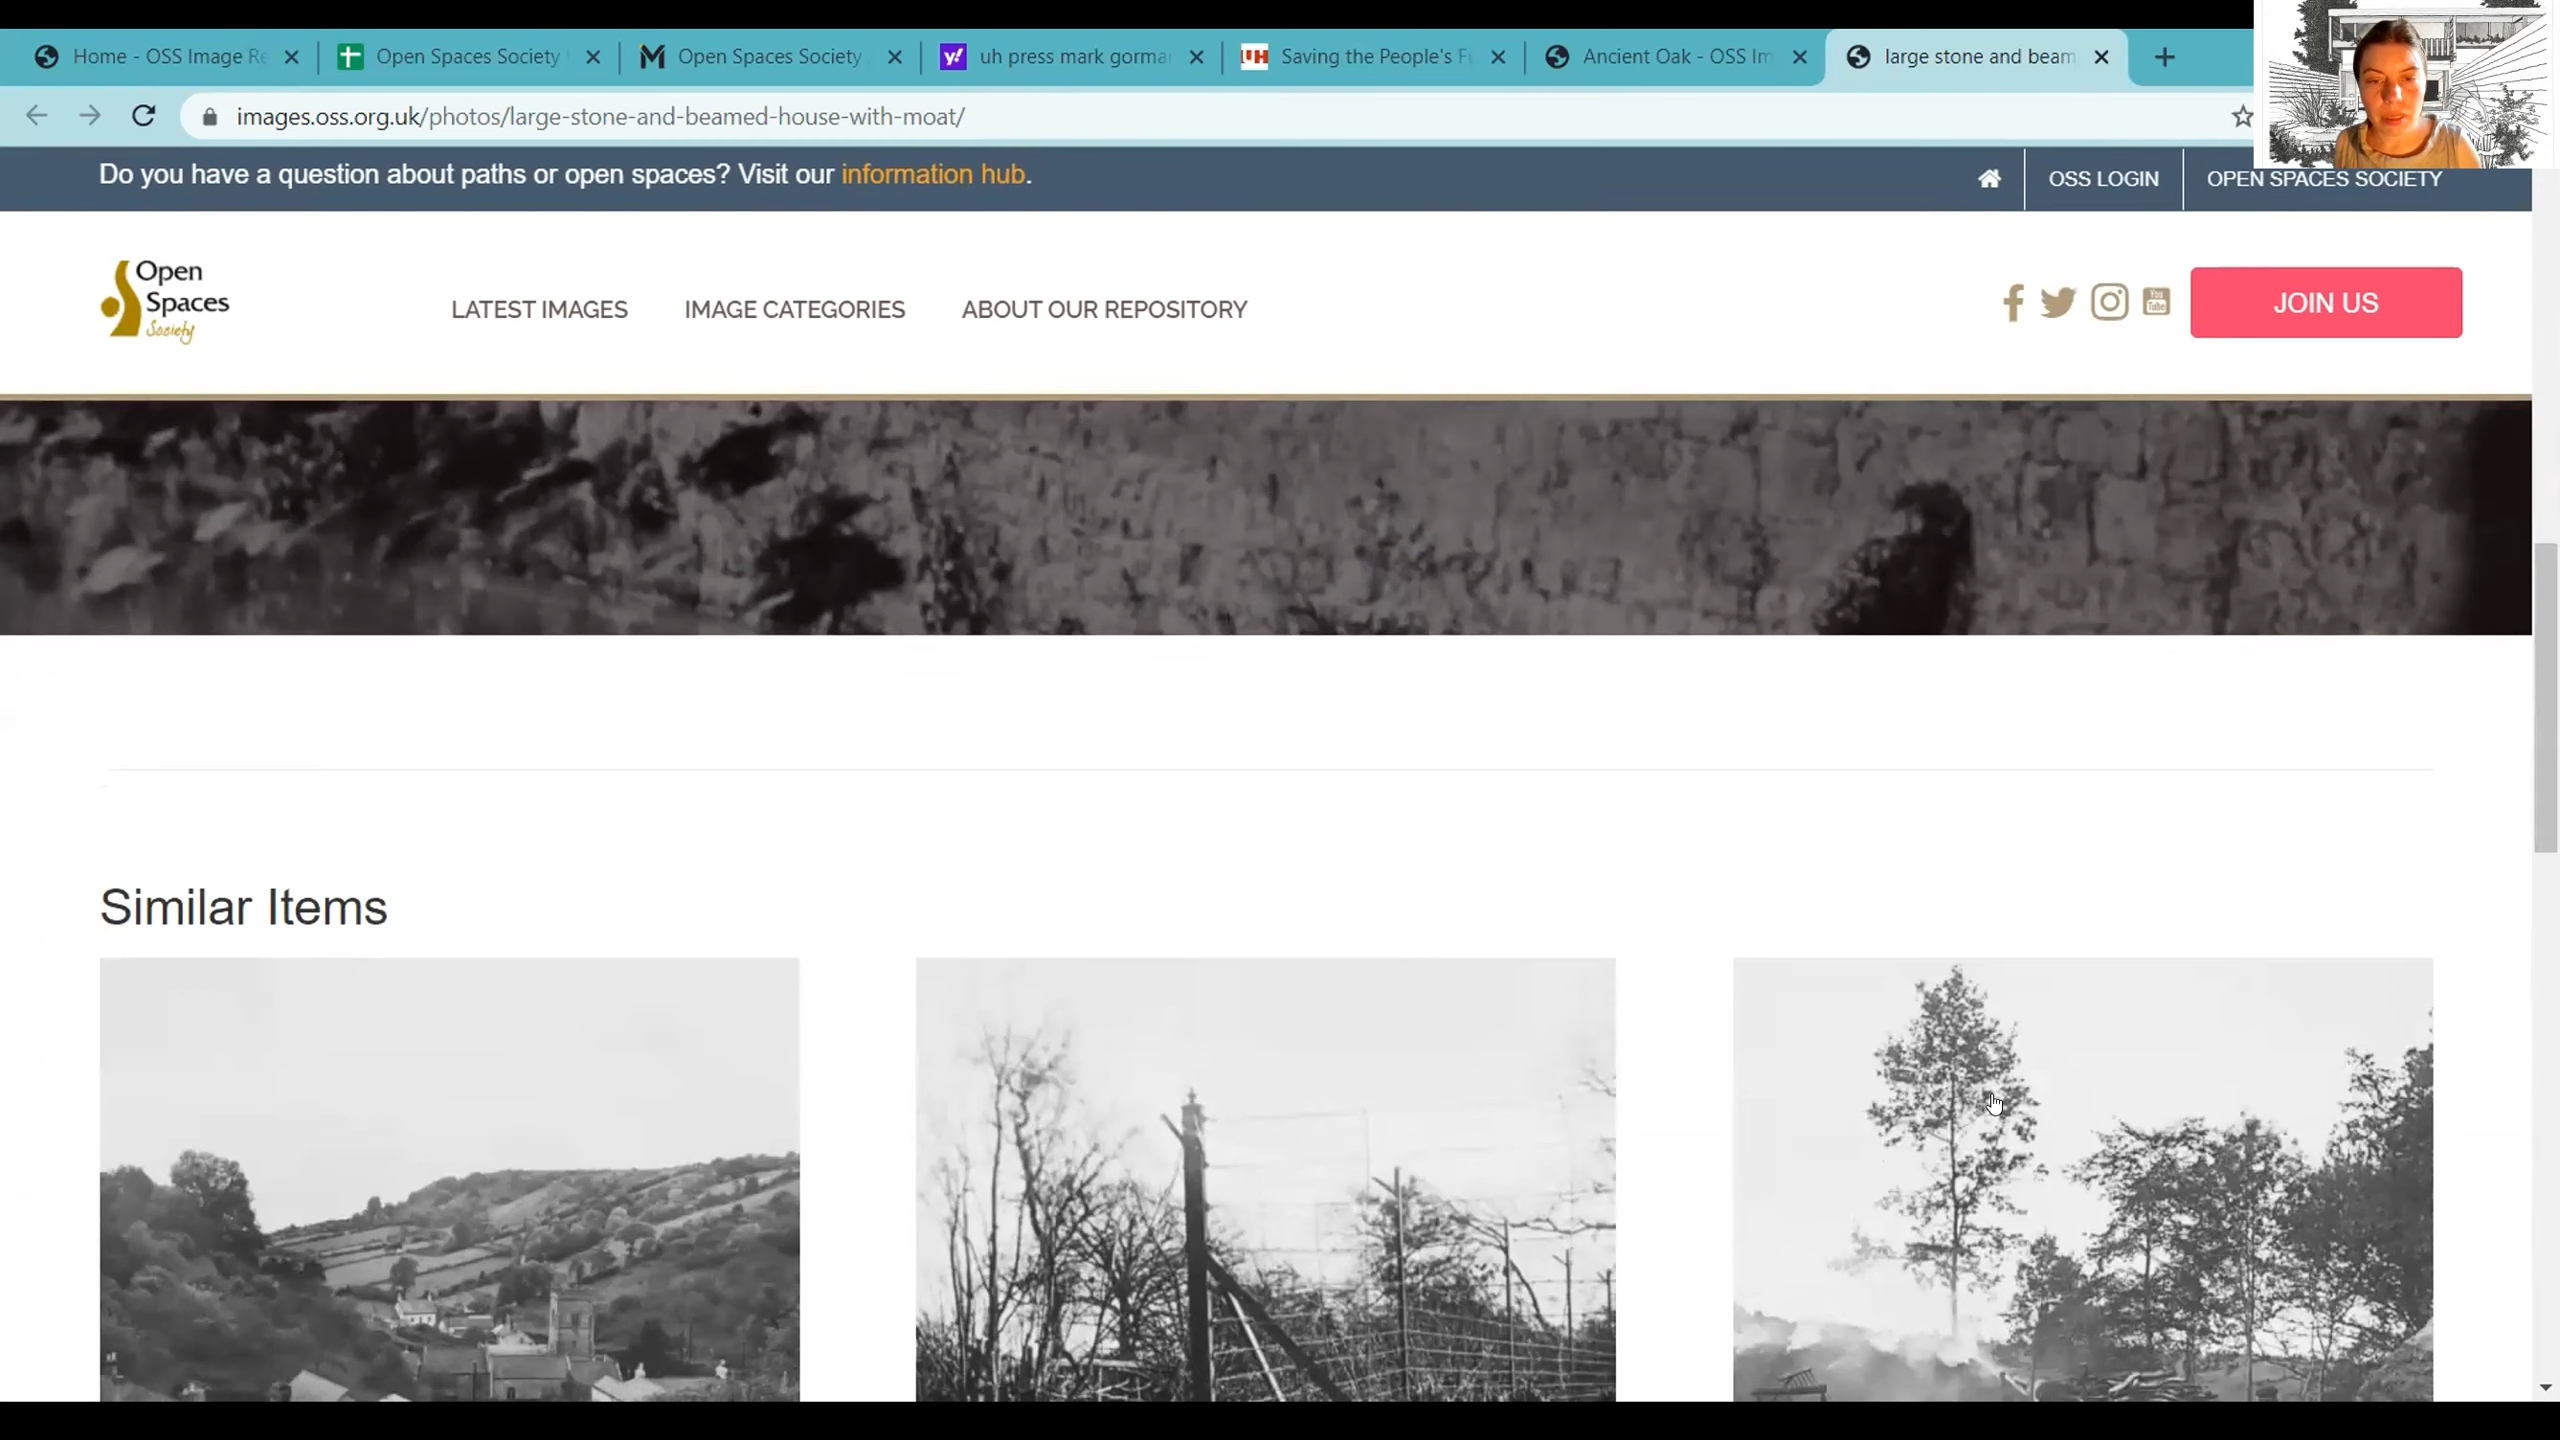 Home - OSS Image Re
Open Spaces Society
Open Spaces Society
uh press mark gorma
Saving the People's F
Ancient Oak - OSS Im
large stone and beam
images.oss.org.uk/photos/large-stone-and-beamed-house-with-moat/
Do you have a question about paths or open spaces? Visit our information hub.
OSS LOGIN
OPEN SPACES SOCIETY
Open
Spaces
Society
LATEST IMAGES
IMAGE CATEGORIES
ABOUT OUR REPOSITORY
You
Tube
JOIN US
Similar Items